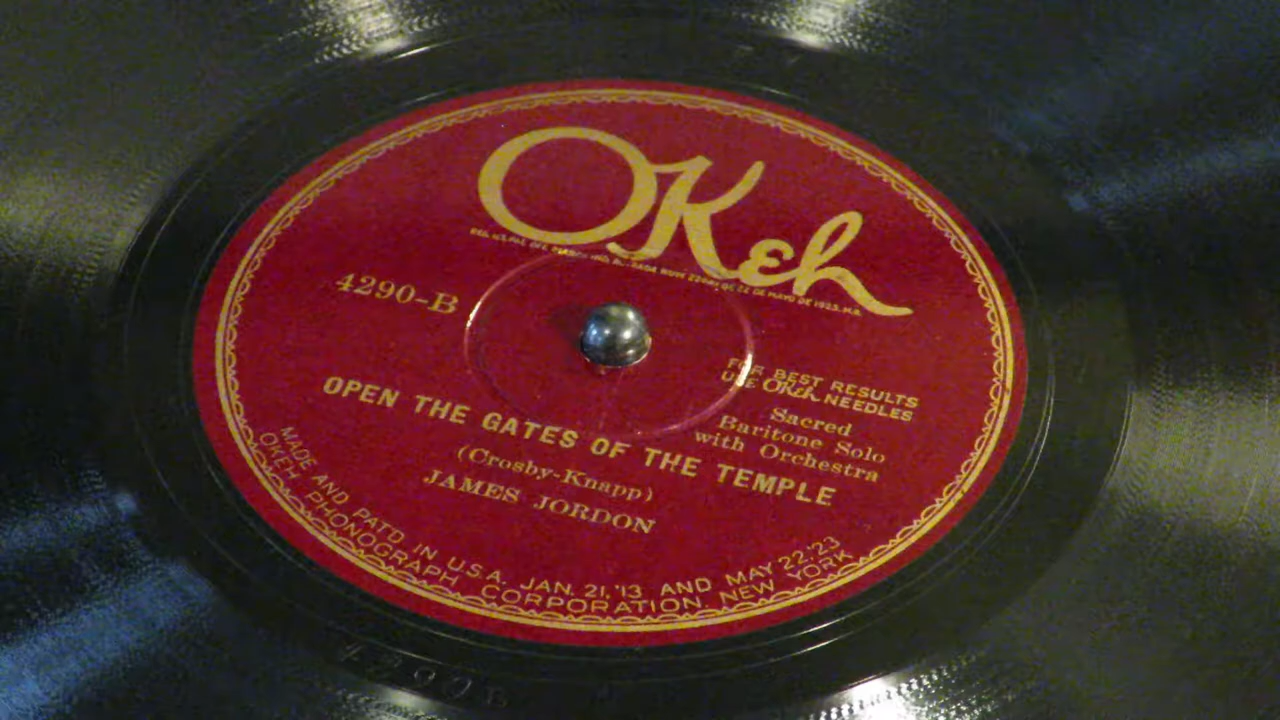 OKeh
4290-B
FOR BEST RESULTS
USE OKeh NEEDLES
Sacred
Baritone Solo
with Orchestra
OPEN THE GATES OF THE TEMPLE
(Crosby-Knapp)
JAMES JORDON
MADE AND PAT'D IN U.S.A. JAN. 21,'13 AND MAY 22,'23
OKEH PHONOGRAPH CORPORATION, NEW YORK